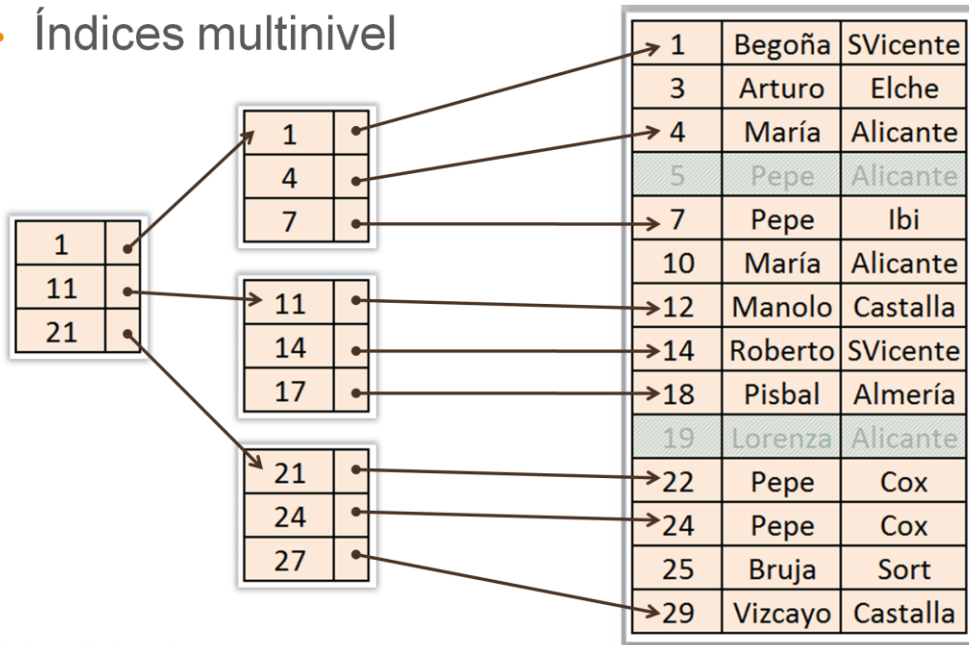 Índices multinivel
1
11
21
1
4
7
11
14
17
21
24
27
1 Begoña SVicente
3 Arturo Elche
4 María Alicante
5 Pepe Alicante
7 Pepe Ibi
10 María Alicante
12 Manolo Castalla
14 Roberto SVicente
18 Pisbal Almería
19 Lorenza Alicante
22 Pepe Cox
24 Pepe Cox
25 Bruja Sort
29 Vizcayo Castalla